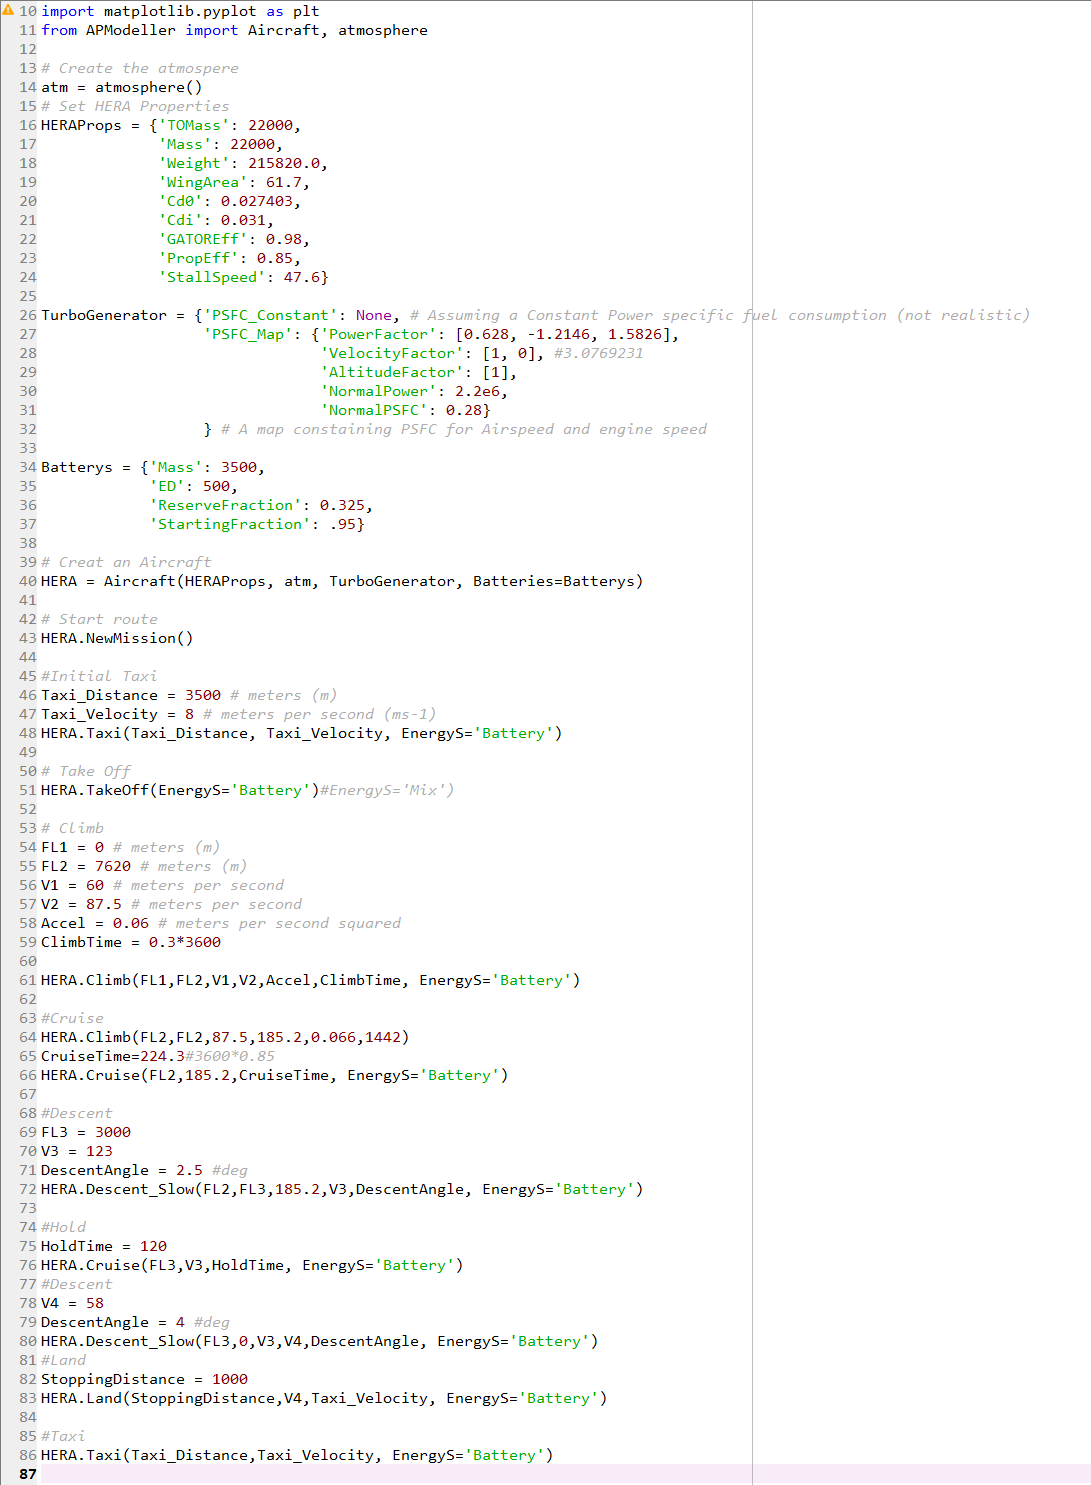 10 import matplotlib.pyplot as plt
11 from APModeller import Aircraft, atmosphere
12
13 # Create the atmospere
14 atm = atmosphere()
15 # Set HERA Properties
16 HERAProps = {'TOMass': 22000,
17              'Mass': 22000,
18              'Weight': 215820.0,
19              'WingArea': 61.7,
20              'Cd0': 0.027403,
21              'Cdi': 0.031,
22              'GATOREff': 0.98,
23              'PropEff': 0.85,
24              'StallSpeed': 47.6}
25
26 TurboGenerator = {'PSFC_Constant': None, # Assuming a Constant Power specific fuel consumption (not realistic)
27                   'PSFC_Map': {'PowerFactor': [0.628, -1.2146, 1.5826],
28                                'VelocityFactor': [1, 0], #3.0769231
29                                'AltitudeFactor': [1],
30                                'NormalPower': 2.2e6,
31                                'NormalPSFC': 0.28}
32                   } # A map constaining PSFC for Airspeed and engine speed
33
34 Batterys = {'Mass': 3500,
35             'ED': 500,
36             'ReserveFraction': 0.325,
37             'StartingFraction': .95}
38
39 # Creat an Aircraft
40 HERA = Aircraft(HERAProps, atm, TurboGenerator, Batteries=Batterys)
41
42 # Start route
43 HERA.NewMission()
44
45 #Initial Taxi
46 Taxi_Distance = 3500 # meters (m)
47 Taxi_Velocity = 8 # meters per second (ms-1)
48 HERA.Taxi(Taxi_Distance, Taxi_Velocity, EnergyS='Battery')
49
50 # Take Off
51 HERA.TakeOff(EnergyS='Battery')#EnergyS='Mix')
52
53 # Climb
54 FL1 = 0 # meters (m)
55 FL2 = 7620 # meters (m)
56 V1 = 60 # meters per second
57 V2 = 87.5 # meters per second
58 Accel = 0.06 # meters per second squared
59 ClimbTime = 0.3*3600
60
61 HERA.Climb(FL1,FL2,V1,V2,Accel,ClimbTime, EnergyS='Battery')
62
63 #Cruise
64 HERA.Climb(FL2,FL2,87.5,185.2,0.066,1442)
65 CruiseTime=224.3#3600*0.85
66 HERA.Cruise(FL2,185.2,CruiseTime, EnergyS='Battery')
67
68 #Descent
69 FL3 = 3000
70 V3 = 123
71 DescentAngle = 2.5 #deg
72 HERA.Descent_Slow(FL2,FL3,185.2,V3,DescentAngle, EnergyS='Battery')
73
74 #Hold
75 HoldTime = 120
76 HERA.Cruise(FL3,V3,HoldTime, EnergyS='Battery')
77 #Descent
78 V4 = 58
79 DescentAngle = 4 #deg
80 HERA.Descent_Slow(FL3,0,V3,V4,DescentAngle, EnergyS='Battery')
81 #Land
82 StoppingDistance = 1000
83 HERA.Land(StoppingDistance,V4,Taxi_Velocity, EnergyS='Battery')
84
85 #Taxi
86 HERA.Taxi(Taxi_Distance,Taxi_Velocity, EnergyS='Battery')
87